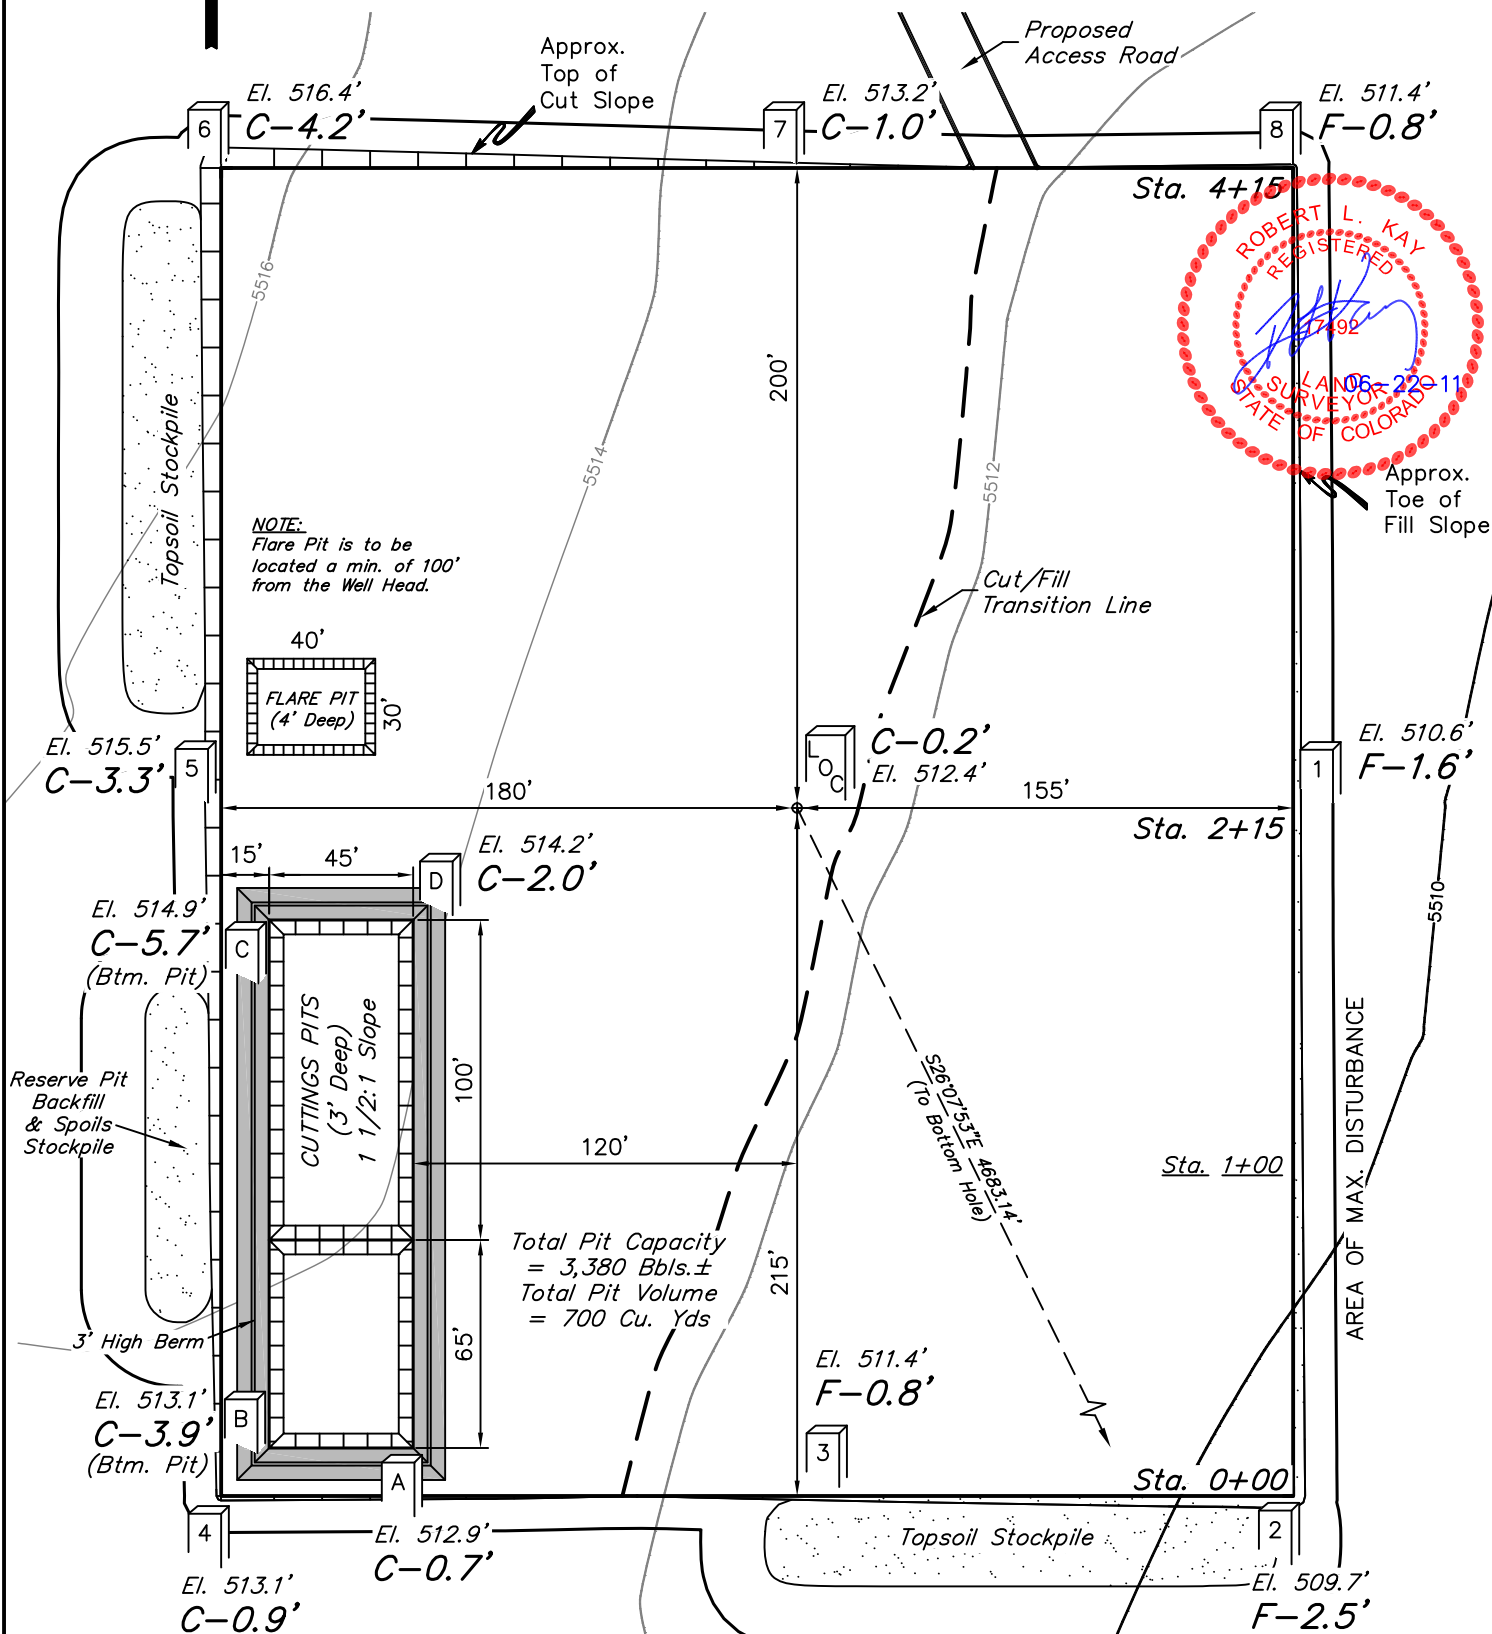 Proposed
Access Road
Approx.
Top of
Cut Slope
El. 516.4'
C-4.2'
6
El. 513.2'
C-1.0'
7
El. 511.4'
F-0.8'
8
Sta. 4+15
ROBERT L. KAY
REGISTERED
17492
06-22-11
LAND
SURVEYOR
STATE OF COLORADO
Approx.
Toe of
Fill Slope
5516
5514
5512
200'
Topsoil Stockpile
NOTE:
Flare Pit is to be
located a min. of 100'
from the Well Head.
Cut/Fill
Transition Line
40'
FLARE PIT
(4' Deep)
30'
El. 515.5'
C-3.3'
5
LOC
C-0.2'
El. 512.4'
El. 510.6'
F-1.6'
1
180'
155'
Sta. 2+15
15'
45'
D
El. 514.2'
C-2.0'
El. 514.9'
C-5.7'
(Btm. Pit)
C
5510
CUTTINGS PITS
(3' Deep)
1 1/2:1 Slope
100'
Reserve Pit
Backfill
& Spoils
Stockpile
120'
S26°07'53"E 4683.14'
(To Bottom Hole)
Sta. 1+00
AREA OF MAX. DISTURBANCE
Total Pit Capacity
= 3,380 Bbls.±
Total Pit Volume
= 700 Cu. Yds
215'
65'
3' High Berm
El. 511.4'
F-0.8'
3
El. 513.1'
C-3.9'
(Btm. Pit)
B
A
Sta. 0+00
4
El. 512.9'
C-0.7'
Topsoil Stockpile
2
El. 513.1'
C-0.9'
El. 509.7'
F-2.5'